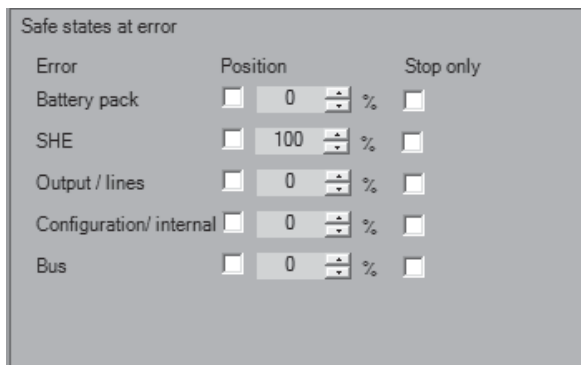 Safe states at error
Error Position Stop only
Battery pack 0 %
SHE 100 %
Output / lines 0 %
Configuration/ internal 0 %
Bus 0 %